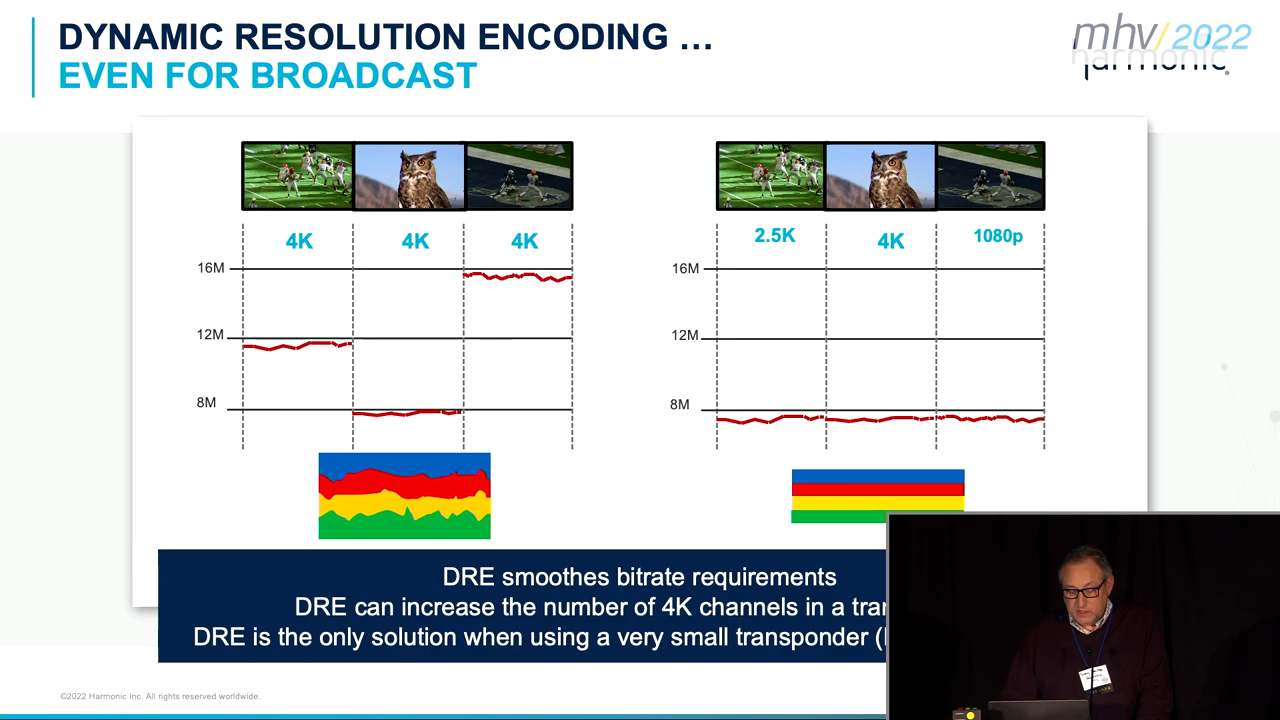 DYNAMIC RESOLUTION ENCODING …
EVEN FOR BROADCAST
mhv/2022
harmonic
4K
4K
4K
2.5K
4K
1080p
16M
12M
8M
16M
12M
8M
DRE smoothes bitrate requirements
DRE can increase the number of 4K channels in a
DRE is the only solution when using a very small transponder
©2022 Harmonic Inc. All rights reserved worldwide.